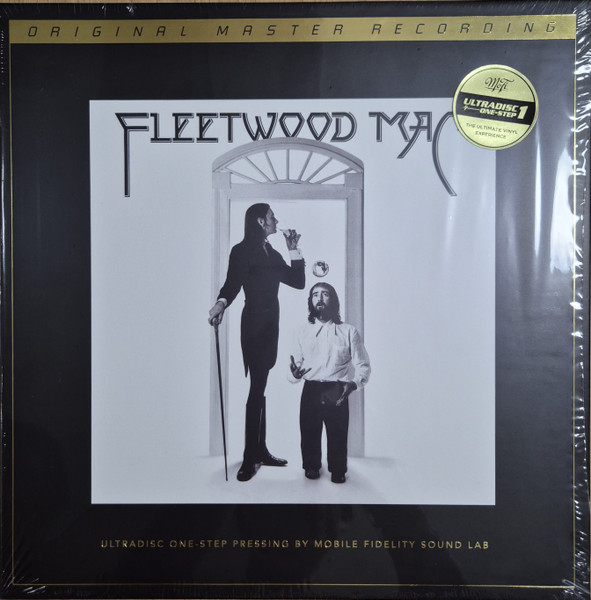 ORIGINAL MASTER RECORDING
MoFi
ULTRADISC
ONE-STEP 1
THE ULTIMATE VINYL
EXPERIENCE
FLEETWOOD MAC
ULTRADISC ONE-STEP PRESSING BY MOBILE FIDELITY SOUND LAB